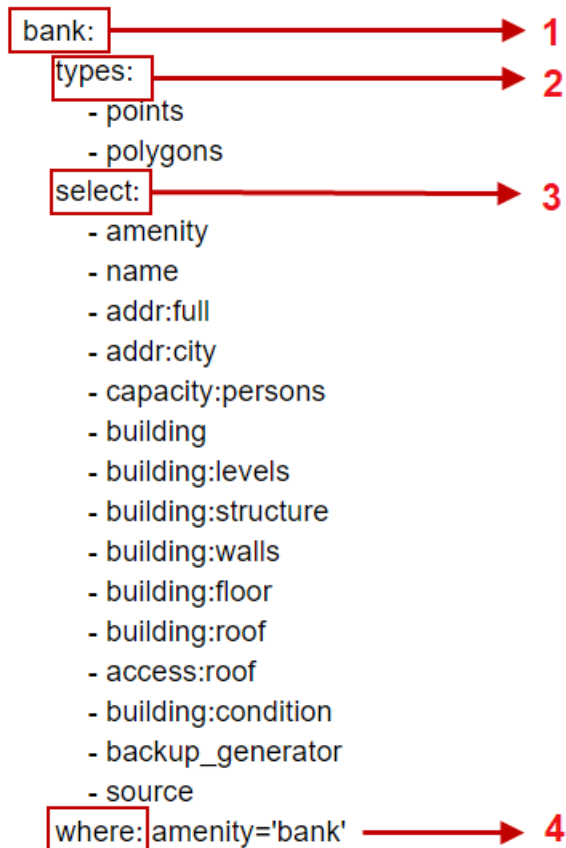 bank: 1
types: 2
- points
- polygons
select: 3
- amenity
- name
- addr:full
- addr:city
- capacity:persons
- building
- building:levels
- building:structure
- building:walls
- building:floor
- building:roof
- access:roof
- building:condition
- backup_generator
- source
where: amenity='bank' 4